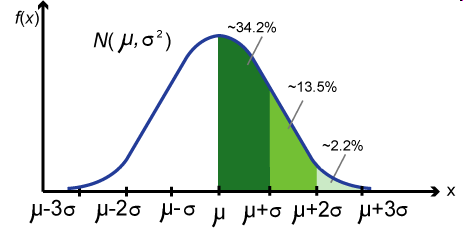 f(x)
N( μ, σ²)
~34.2%
~13.5%
~2.2%
x
μ-3σ μ-2σ μ-σ μ μ+σ μ+2σ μ+3σ